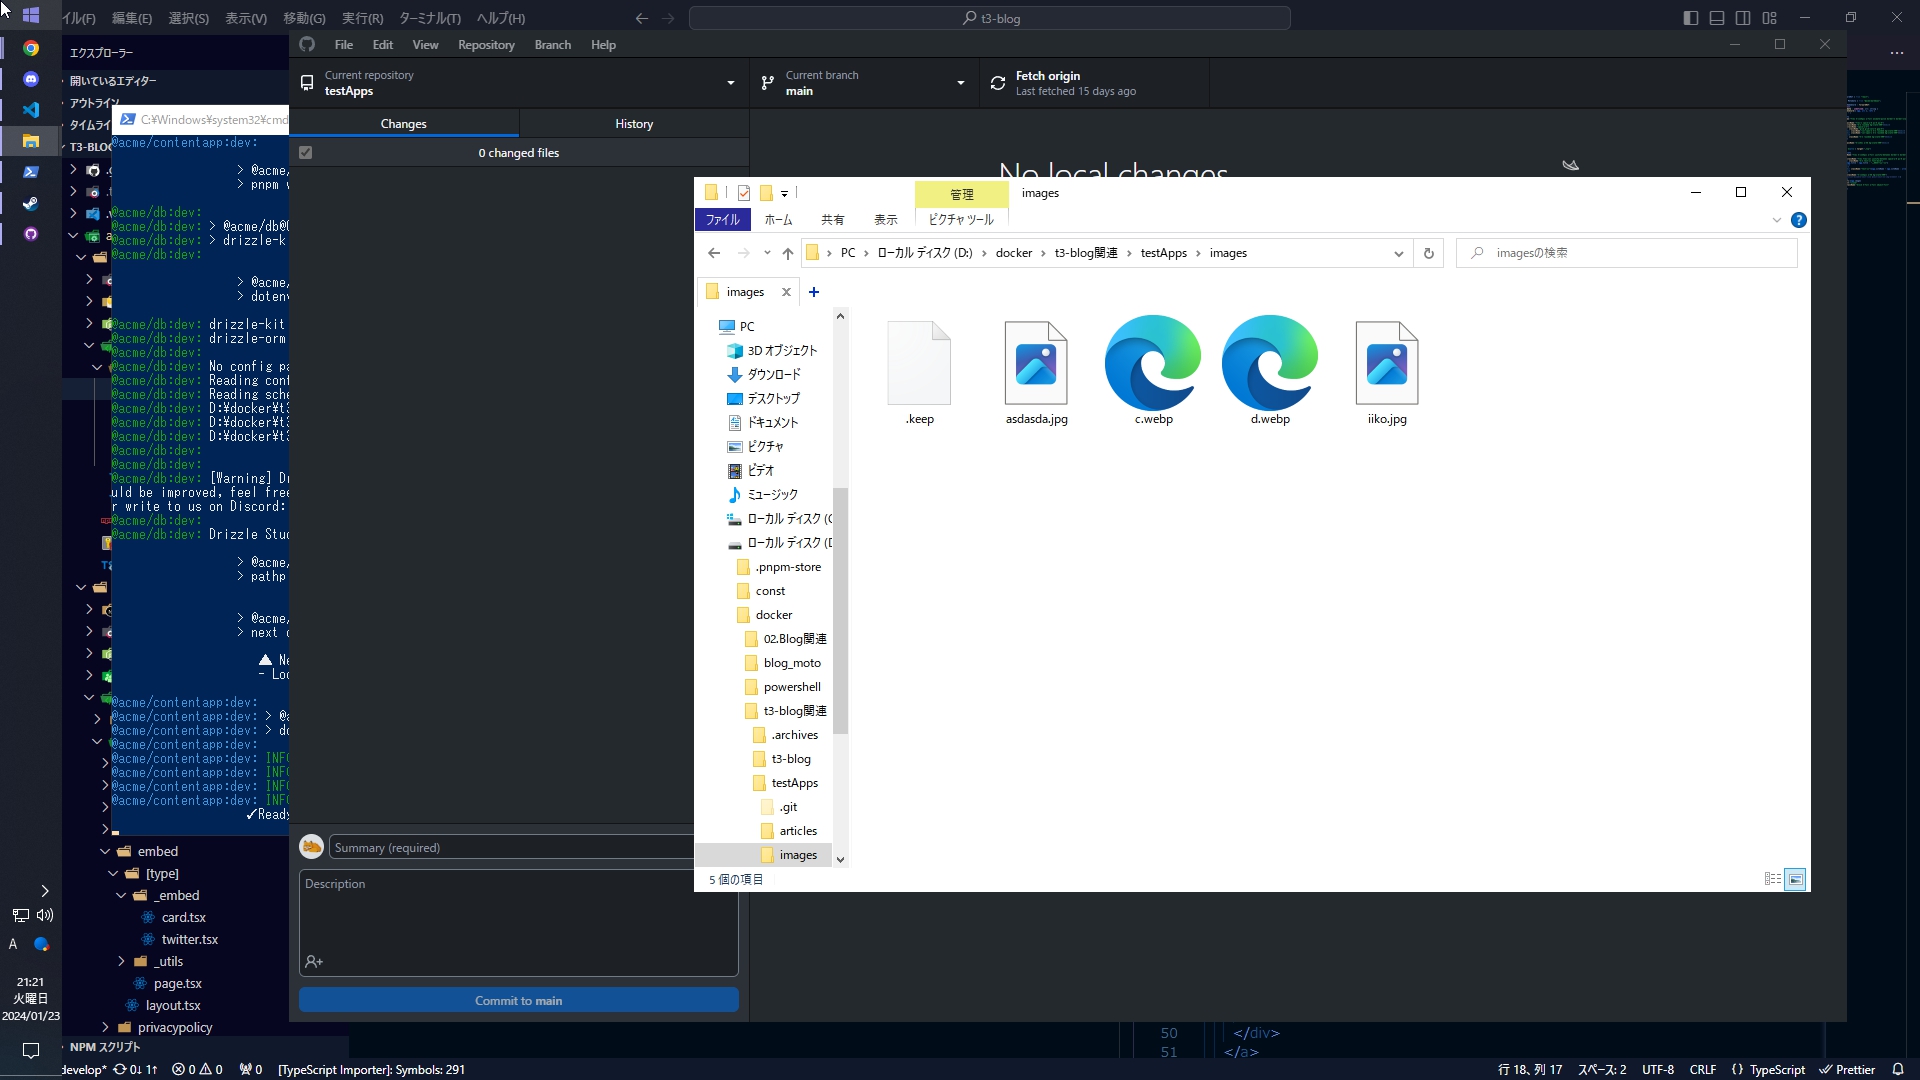 イル(F) 編集(E) 選択(S) 表示(V) 移動(G) 実行(R) ターミナル(T) ヘルプ(H)
t3-blog
エクスプローラー
開いているエディター
アウトライン
タイムライ
T3-BLOG
File Edit View Repository Branch Help
Current repository
testApps
Current branch
main
Fetch origin
Last fetched 15 days ago
Changes
History
0 changed files
No local changes
C:¥Windows¥system32¥cmd
@acme/contentapp:dev:
> @acme/
> pnpm w
@acme/db:dev:
@acme/db:dev: > @acme/db@
@acme/db:dev: > drizzle-k
@acme/db:dev:
> @acme/
> dotenv
@acme/db:dev: drizzle-kit
@acme/db:dev: drizzle-orm
@acme/db:dev:
@acme/db:dev: No config pa
@acme/db:dev: Reading conf
@acme/db:dev: Reading sche
@acme/db:dev: D:¥docker¥t3
@acme/db:dev: D:¥docker¥t3
@acme/db:dev: D:¥docker¥t3
@acme/db:dev:
@acme/db:dev:
@acme/db:dev: [Warning] Dr
uld be improved, feel free
r write to us on Discord:
@acme/db:dev:
@acme/db:dev: Drizzle Stud
> @acme/
> pathp
> @acme/
> next d
▲ Ne
- Loc
@acme/contentapp:dev:
@acme/contentapp:dev: > @a
@acme/contentapp:dev: > do
@acme/contentapp:dev:
@acme/contentapp:dev: INFO
@acme/contentapp:dev: INFO
@acme/contentapp:dev: INFO
@acme/contentapp:dev: INFO
✓Ready
embed
[type]
_embed
card.tsx
twitter.tsx
_utils
page.tsx
layout.tsx
privacypolicy
NPM スクリプト
Summary (required)
Description
Commit to main
管理
images
ファイル ホーム 共有 表示 ピクチャ ツール
PC › ローカル ディスク (D:) › docker › t3-blog関連 › testApps › images
imagesの検索
images
PC
3D オブジェクト
ダウンロード
デスクトップ
ドキュメント
ピクチャ
ビデオ
ミュージック
ローカル ディスク (C
ローカル ディスク (D
.pnpm-store
const
docker
02.Blog関連
blog_moto
powershell
t3-blog関連
.archives
t3-blog
testApps
.git
articles
images
.keep
asdasda.jpg
c.webp
d.webp
iiko.jpg
5 個の項目
50 </div>
51 </a>
A
21:21
火曜日
2024/01/23
develop* 0↓ 1↑ 0 0 0 [TypeScript Importer]: Symbols: 291
行 18、列 17 スペース: 2 UTF-8 CRLF {} TypeScript Prettier